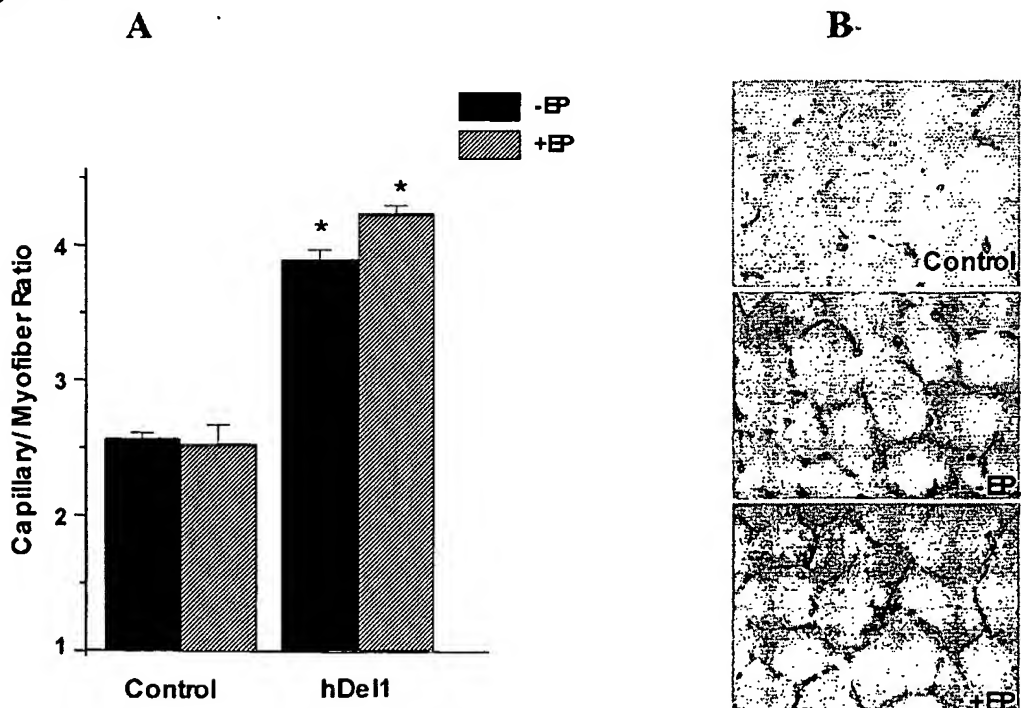 A
B
-EP
+EP
Capillary/Myofiber Ratio
4
3
2
1
*
*
Control
hDel1
Control
-EP
+EP